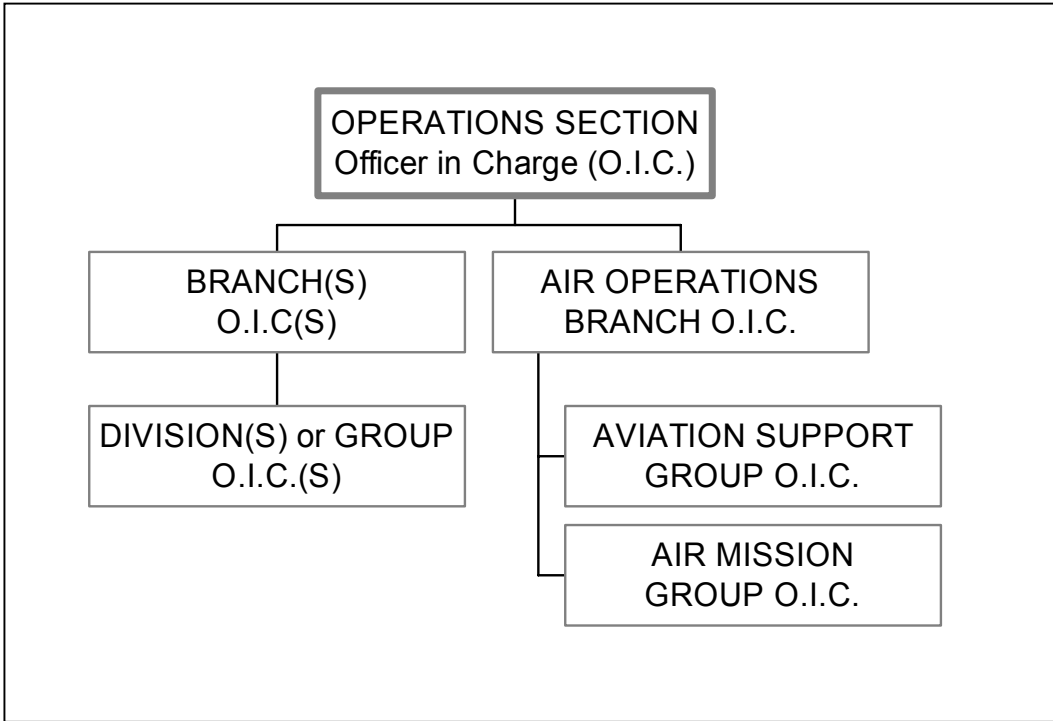 OPERATIONS SECTION
Officer in Charge (O.I.C.)
BRANCH(S)
O.I.C(S)
AIR OPERATIONS
BRANCH O.I.C.
DIVISION(S) or GROUP
O.I.C.(S)
AVIATION SUPPORT
GROUP O.I.C.
AIR MISSION
GROUP O.I.C.